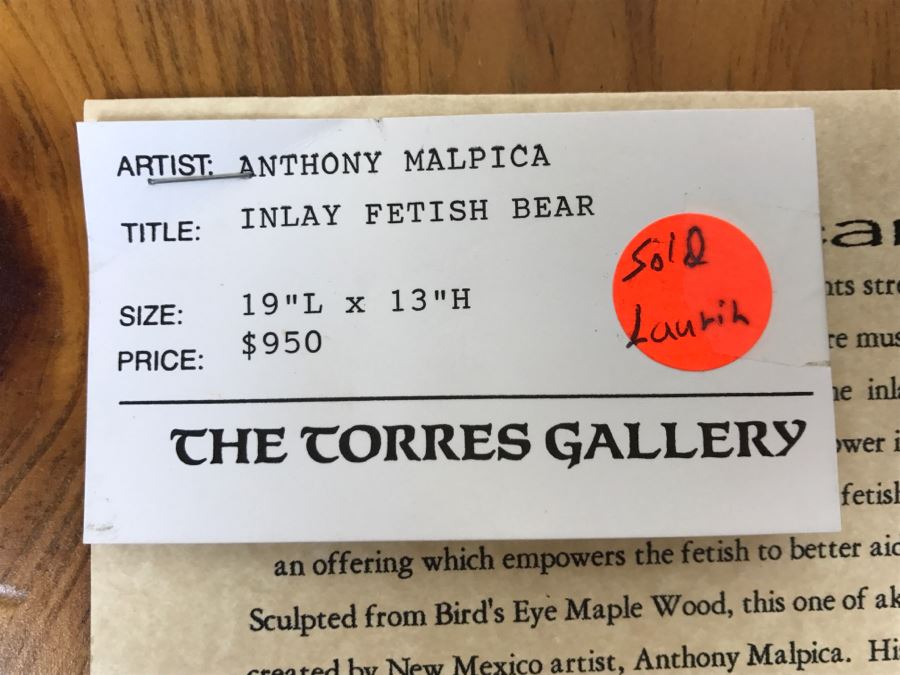 ARTIST: ANTHONY MALPICA
TITLE: INLAY FETISH BEAR
SIZE: 19"L x 13"H
PRICE: $950
Sold
Laurin
THE TORRES GALLERY
an offering which empowers the fetish to better aid
Sculpted from Bird's Eye Maple Wood, this one of
created by New Mexico artist, Anthony Malpica.